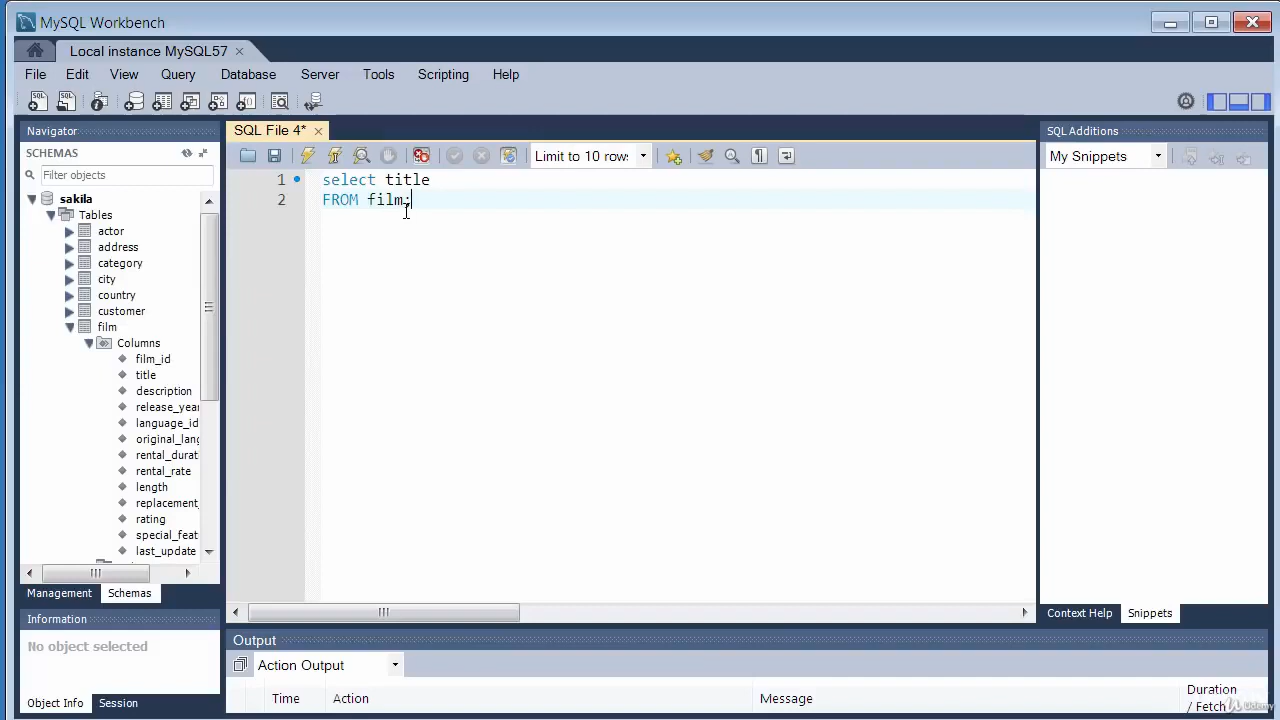 MySQL Workbench
Local instance MySQL57
File Edit View Query Database Server Tools Scripting Help
Navigator
SCHEMAS
Filter objects
sakila
Tables
actor
address
category
city
country
customer
film
Columns
film_id
title
description
release_year
language_id
original_lang
rental_durat
rental_rate
length
replacement_
rating
special_feat
last_update
Management Schemas
Information
No object selected
Object Info Session
SQL File 4*
Limit to 10 rows
1 select title
2 FROM film;
SQL Additions
My Snippets
Context Help Snippets
Output
Action Output
Time Action Message Duration / Fetch
Udemy